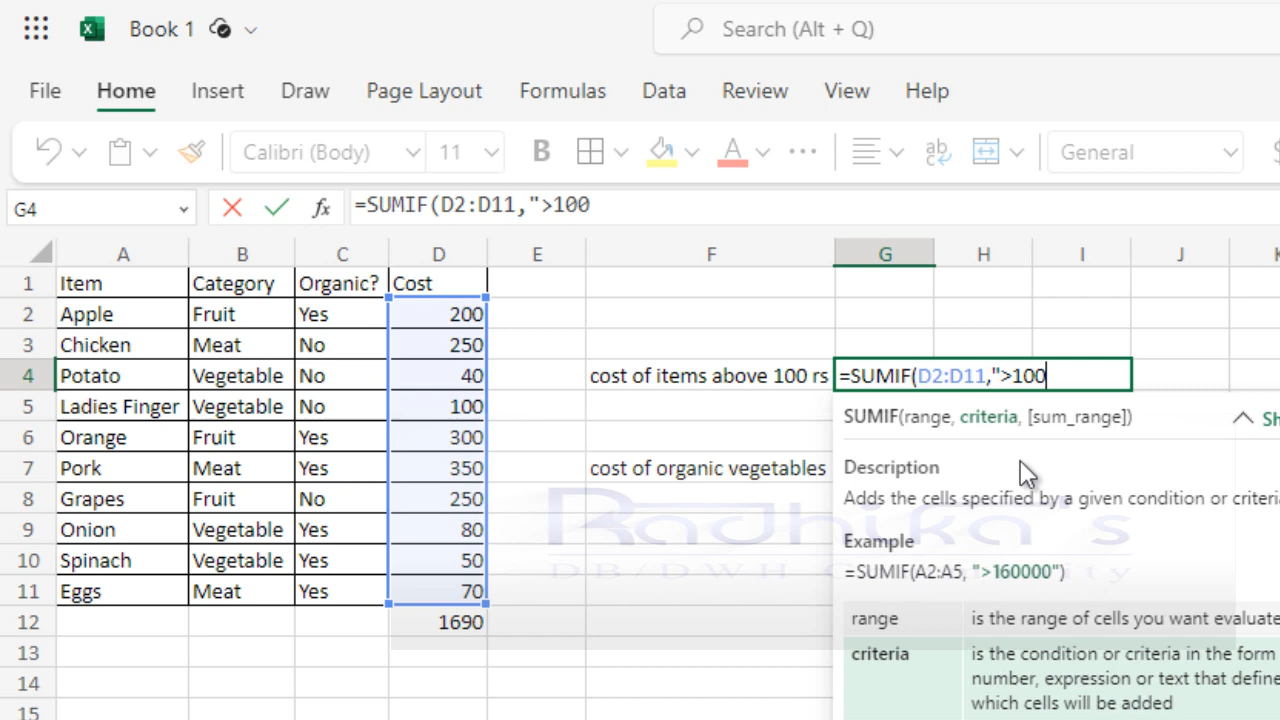 Book 1
Search (Alt + Q)
File Home Insert Draw Page Layout Formulas Data Review View Help
Calibri (Body) 11 B A General $
G4 fx =SUMIF(D2:D11,">100
A B C D E F G H I J K
1 Item Category Organic? Cost
2 Apple Fruit Yes 200
3 Chicken Meat No 250
4 Potato Vegetable No 40 cost of items above 100 rs =SUMIF(D2:D11,">100
5 Ladies Finger Vegetable No 100 SUMIF(range, criteria, [sum_range]) Sh
6 Orange Fruit Yes 300
7 Pork Meat Yes 350 cost of organic vegetables Description
8 Grapes Fruit No 250 Adds the cells specified by a given condition or criteria
Radhika's
9 Onion Vegetable Yes 80 Example
10 Spinach Vegetable Yes 50 =SUMIF(A2:A5, ">160000")
DB/DWH
11 Eggs Meat Yes 70 range is the range of cells you want evaluate
12 1690
13 criteria is the condition or criteria in the form
14 number, expression or text that define
15 which cells will be added